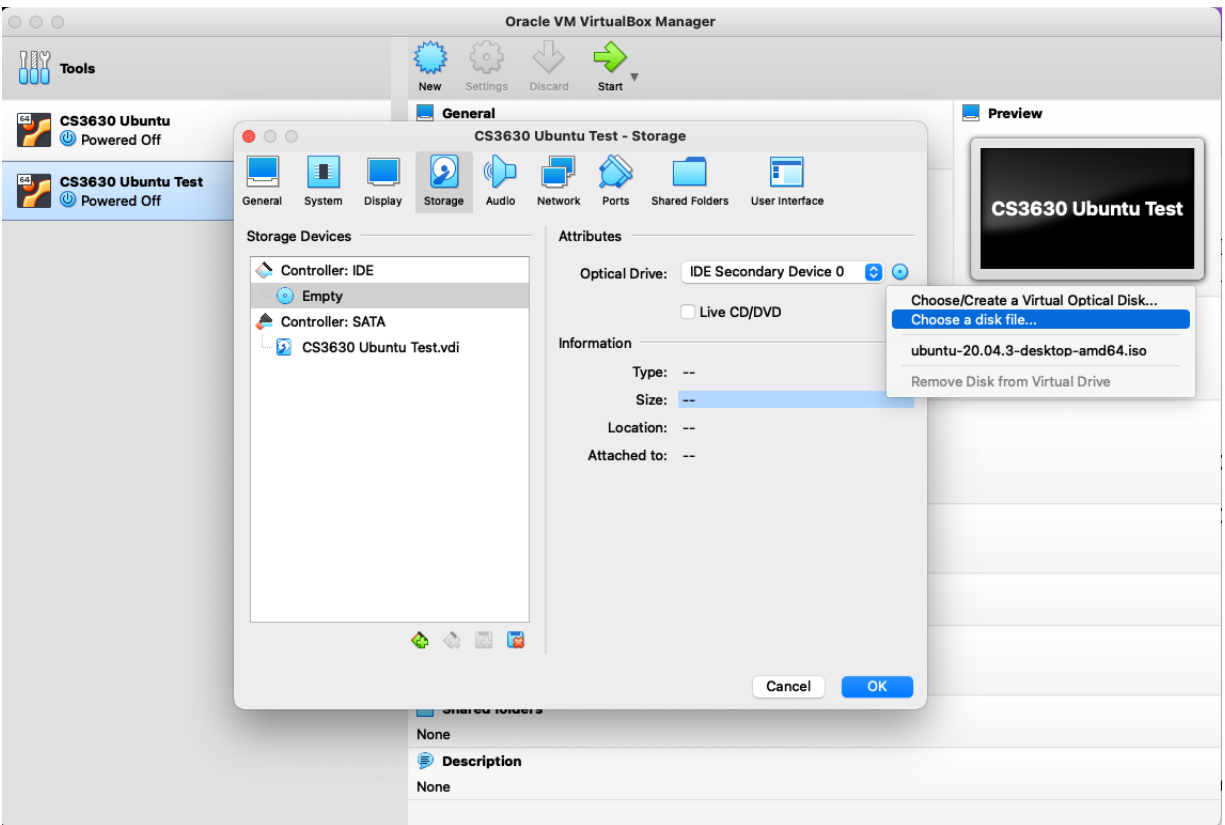 Oracle VM VirtualBox Manager
Tools
New Settings Discard Start
64 CS3630 Ubuntu
Powered Off
64 CS3630 Ubuntu Test
Powered Off
General
Preview
CS3630 Ubuntu Test
CS3630 Ubuntu Test - Storage
General System Display Storage Audio Network Ports Shared Folders User Interface
Storage Devices
Controller: IDE
Empty
Controller: SATA
CS3630 Ubuntu Test.vdi
Attributes
Optical Drive: IDE Secondary Device 0
Live CD/DVD
Information
Type: --
Size: --
Location: --
Attached to: --
Choose/Create a Virtual Optical Disk...
Choose a disk file...
ubuntu-20.04.3-desktop-amd64.iso
Remove Disk from Virtual Drive
Cancel OK
Shared folders
None
Description
None